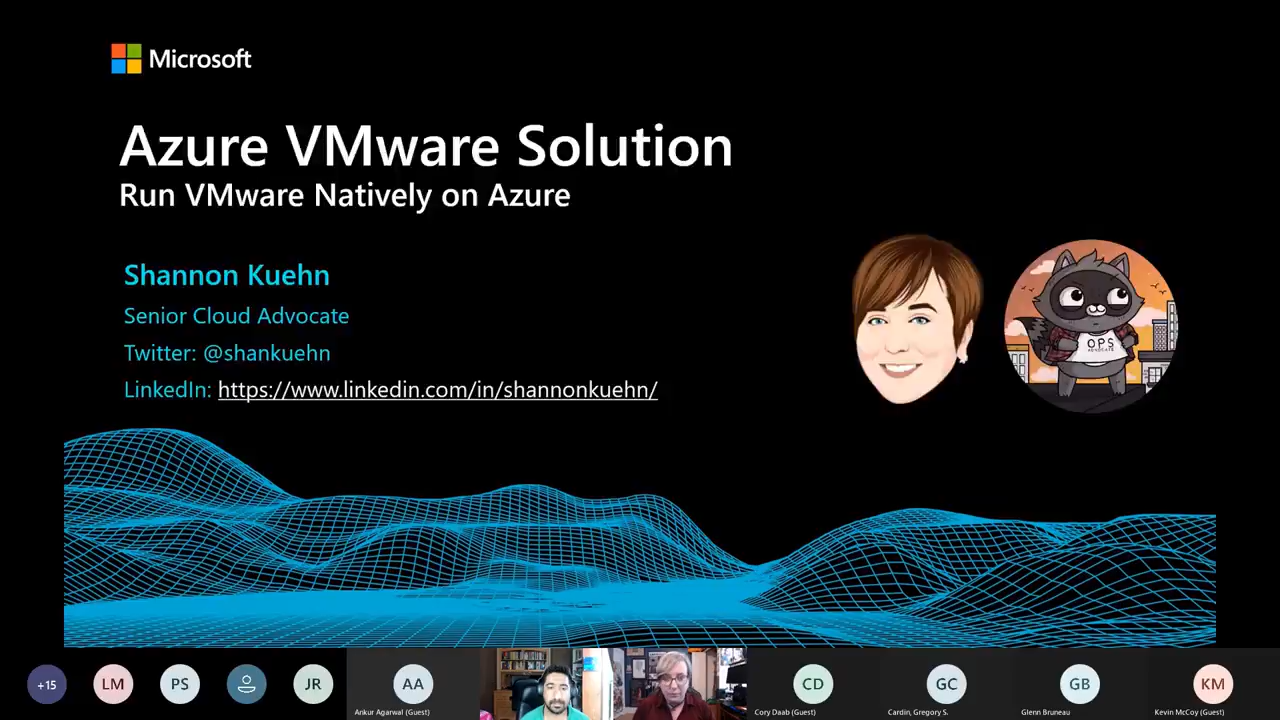 Microsoft
Azure VMware Solution
Run VMware Natively on Azure
Shannon Kuehn
Senior Cloud Advocate
Twitter: @shankuehn
LinkedIn: https://www.linkedin.com/in/shannonkuehn/
OPS
ADVOCATE
+15
LM
PS
JR
AA
Ankur Agarwal (Guest)
CD
Cory Daab (Guest)
GC
Cardin, Gregory S.
GB
Glenn Bruneau
KM
Kevin McCoy (Guest)